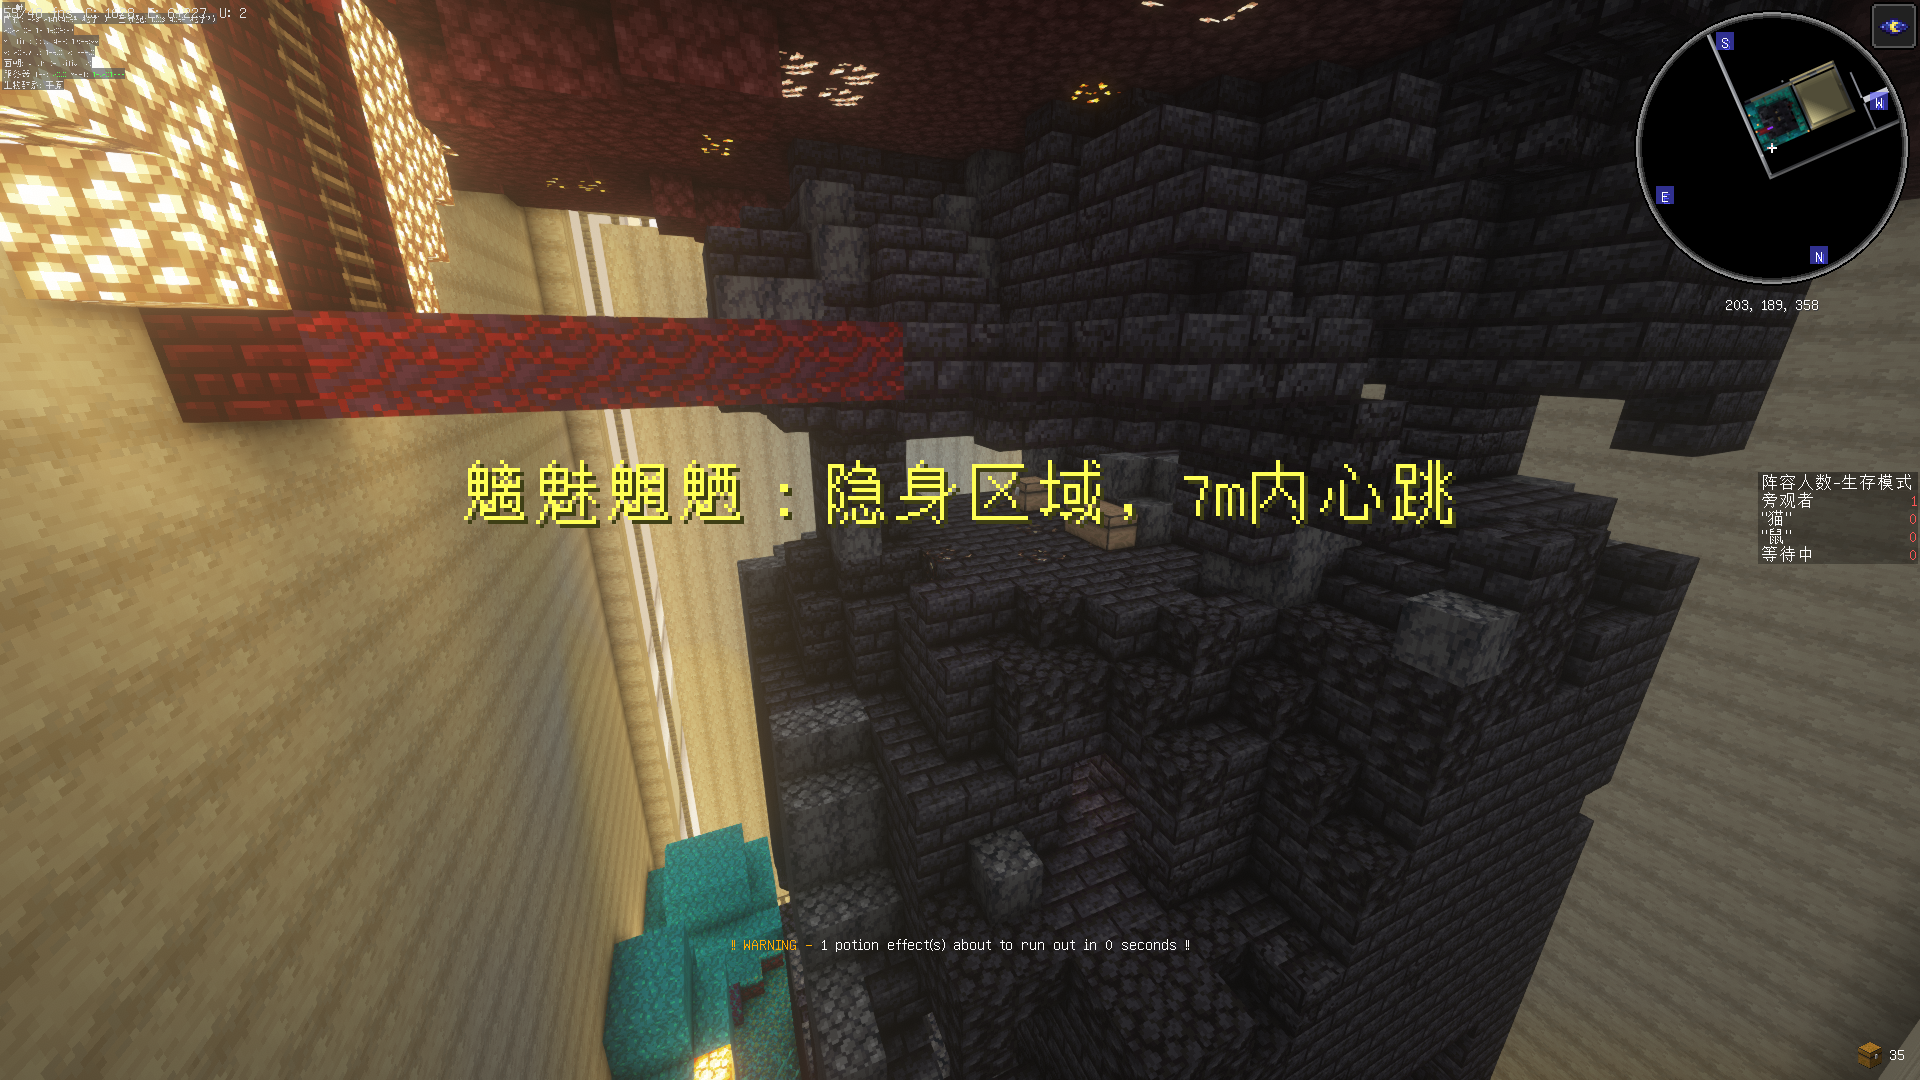 S
W
E
N
203, 189, 358
魑魅魍魉：隐身区域，7m内心跳
阵容人数-生存模式
旁观者 1
"猫" 0
"鼠" 0
等待中 0
‼ WARNING - 1 potion effect(s) about to run out in 0 seconds ‼
35